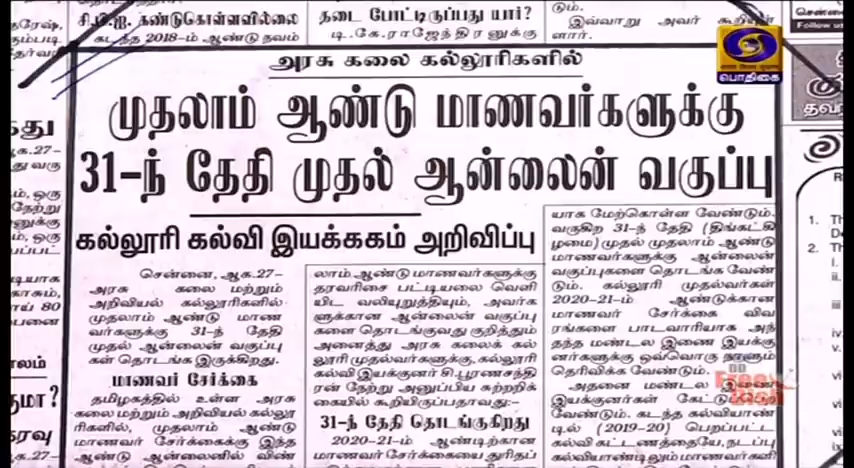 சி.பி.ஐ. கண்டுகொள்ளவில்லை
கடந்த 2018-ம் ஆண்டு நவம்
தடை போட்டிருப்பது யார்?
டி.கே.ராஜேந்திரனுக்கு
டும்.
இவ்வாறு அவர் கூறியுள்
ளார்.
பொதிகை
அரசு கலை கல்லூரிகளில்
முதலாம் ஆண்டு மாணவர்களுக்கு
31-ந் தேதி முதல் ஆன்லைன் வகுப்பு
கல்லூரி கல்வி இயக்ககம் அறிவிப்பு
சென்னை, ஆக.27-
அரசு கலை மற்றும்
அறிவியல் கல்லூரிகளில்
முதலாம் ஆண்டு மாண
வர்களுக்கு 31-ந் தேதி
முதல் ஆன்லைன் வகுப்பு
கள் தொடங்க இருக்கிறது.
மாணவர் சேர்க்கை
தமிழகத்தில் உள்ள அரசு
கலை மற்றும் அறிவியல் கல்லூ
ரிகளில், முதலாம் ஆண்டு
மாணவர் சேர்க்கைக்கு இந்த
ஆண்டு ஆன்லைனில் விண்
லாம் ஆண்டு மாணவர்களுக்கு
தரவரிசை பட்டியலை வெளி
யிட வலியுறுத்தியும், அவர்க
ளுக்கான ஆன்லைன் வகுப்பு
களை தொடங்குவது குறித்தும்
அனைத்து அரசு கலைக் கல்
லூரி முதல்வர்களுக்கு, கல்லூரி
கல்வி இயக்குனர் சி.பூரணசந்தி
ரன் நேற்று அனுப்பிய சுற்றறிக்
கையில் கூறியிருப்பதாவது:-
31-ந் தேதி தொடங்குகிறது
2020-21-ம் ஆண்டிற்கான
மாணவர் சேர்க்கையை துரிதப்
யாக மேற்கொள்ள வேண்டும்.
வருகிற 31-ந் தேதி (திங்கட்கி
ழமை) முதல் முதலாம் ஆண்டு
மாணவர்களுக்கு ஆன்லைன்
வகுப்புகளை தொடங்க வேண்
டும். கல்லூரி முதல்வர்கள்
2020-21-ம் ஆண்டுக்கான
மாணவர் சேர்க்கை விவ
ரங்களை பாடவாரியாக அந்
தந்த மண்டல இணை இயக்கு
னர்களுக்கு ஒவ்வொரு நாளும்
தெரிவிக்க வேண்டும்.
அதனை மண்டல இணை
இயக்குனர்கள் கேட்டு
வேண்டும். கடந்த கல்வியாண்
டில் (2019-20) பெறப்பட்ட
கல்வி கட்டணத்தையே, நடப்பு
கல்வியாண்டிலும் மாணவர்களி